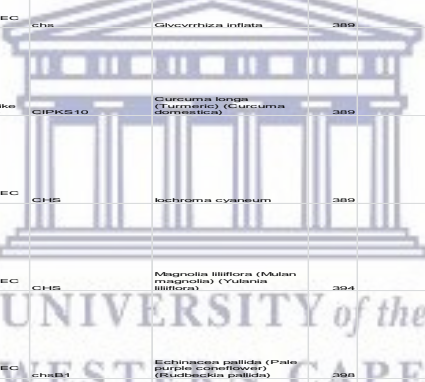 EC
chs Glycyrrhiza inflata 389
Curcuma longa
ike (Turmeric) (Curcuma
ClPKS10 domestica) 389
EC
CHS Iochroma cyaneum 389
Magnolia liliiflora (Mulan
EC magnolia) (Yulania
CHS liliiflora) 394
UNIVERSITY of the
Echinacea pallida (Pale
EC purple coneflower)
chsB1 (Rudbeckia pallida) 398
WESTERN CAPE